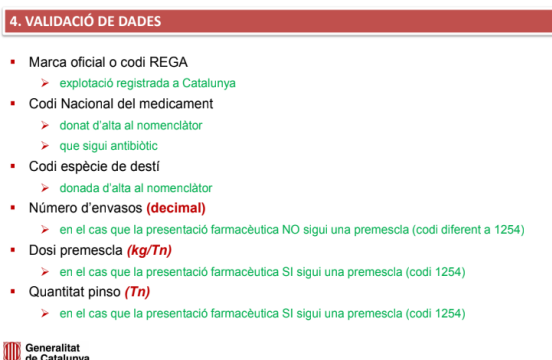 4. VALIDACIÓ DE DADES
▪ Marca oficial o codi REGA
➢ explotació registrada a Catalunya
▪ Codi Nacional del medicament
➢ donat d'alta al nomenclàtor
➢ que sigui antibiòtic
▪ Codi espècie de destí
➢ donada d'alta al nomenclàtor
▪ Número d'envasos (decimal)
➢ en el cas que la presentació farmacèutica NO sigui una premescla (codi diferent a 1254)
▪ Dosi premescla (kg/Tn)
➢ en el cas que la presentació farmacèutica SI sigui una premescla (codi 1254)
▪ Quantitat pinso (Tn)
➢ en el cas que la presentació farmacèutica SI sigui una premescla (codi 1254)
Generalitat
de Catalunya